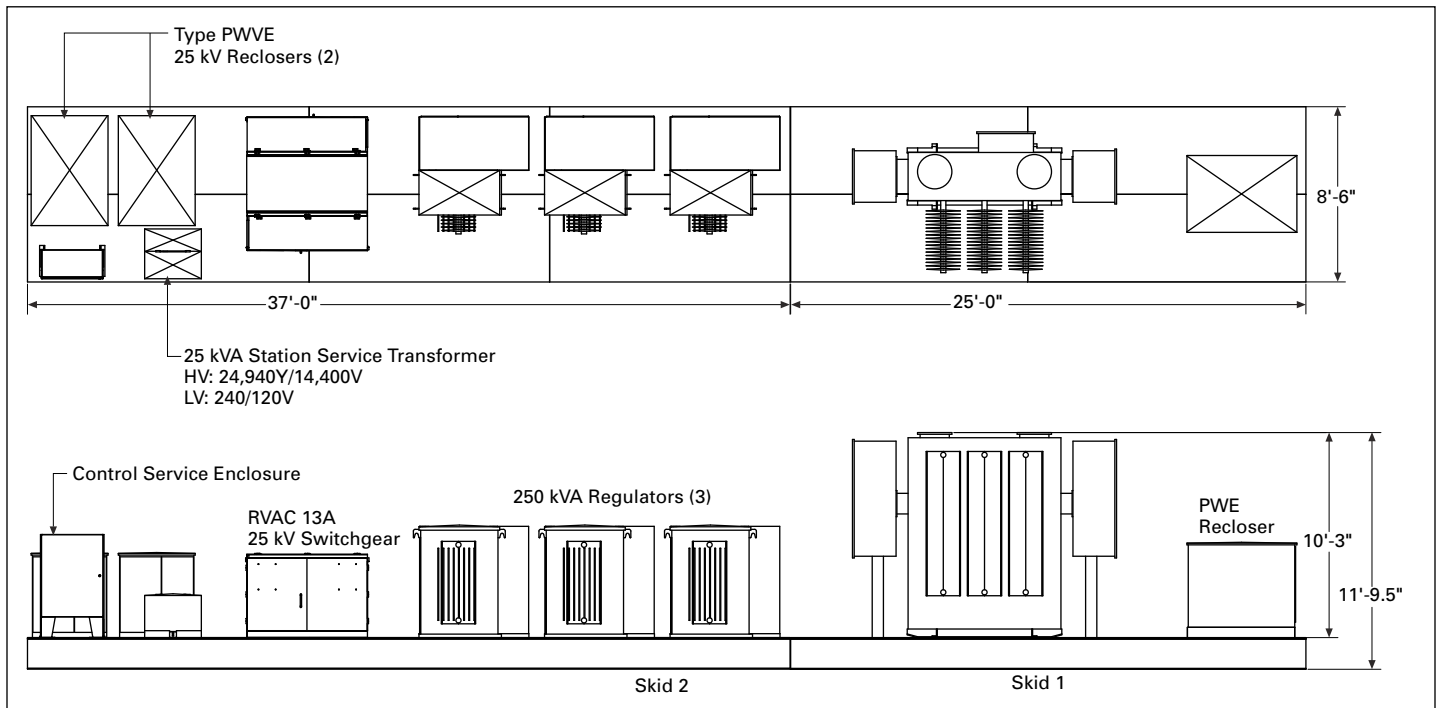 Type PWVE
25 kV Reclosers (2)
8'-6"
37'-0"
25'-0"
25 kVA Station Service Transformer
HV: 24,940Y/14,400V
LV: 240/120V
Control Service Enclosure
RVAC 13A
25 kV Switchgear
250 kVA Regulators (3)
PWE
Recloser
10'-3"
11'-9.5"
Skid 2
Skid 1